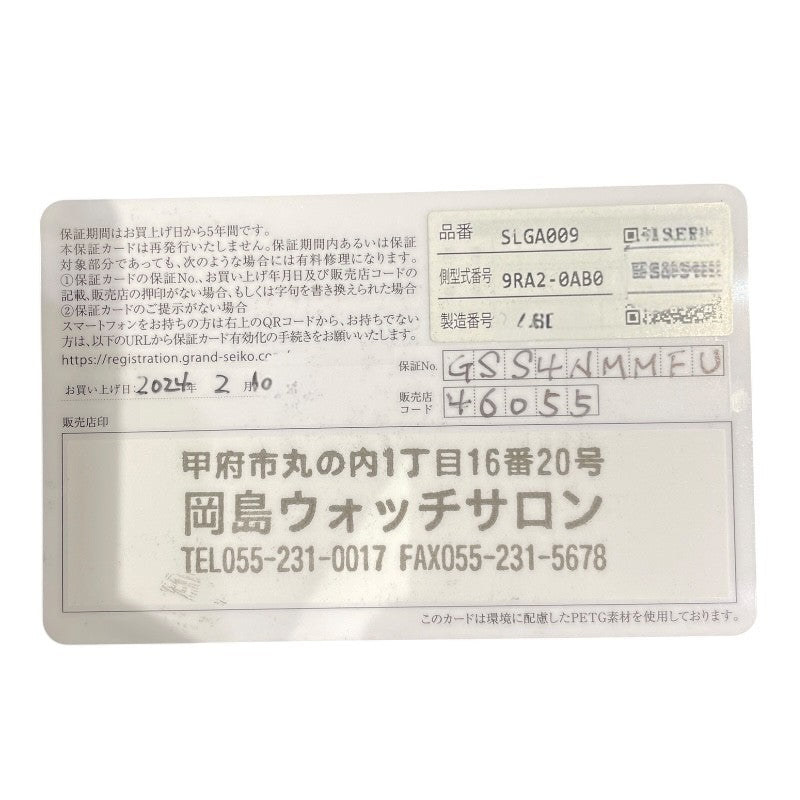 保証期間はお買上げ日から5年間です。
本保証カードは再発行いたしません。保証期間内あるいは保証
対象部分であっても、次のような場合には有料修理になります。
①保証カードの保証No.、お買い上げ年月日及び販売店コードの
記載、販売店の押印がない場合、もしくは字句を書き換えられた場合
②保証カードのご提示がない場合
スマートフォンをお持ちの方は右上のQRコードから、お持ちでない
方は、以下のURLから保証カード有効化の手続きをお願いいたします。
https://registration.grand-seiko.co
品番 SLGA009
側型式番号 9RA2-0AB0
製造番号
お買い上げ日: 2024年 2月 10
保証No. GSS4NMMFU
販売店
コード 46055
販売店印
甲府市丸の内1丁目16番20号
岡島ウォッチサロン
TEL055-231-0017 FAX055-231-5678
このカードは環境に配慮したPETG素材を使用しております。